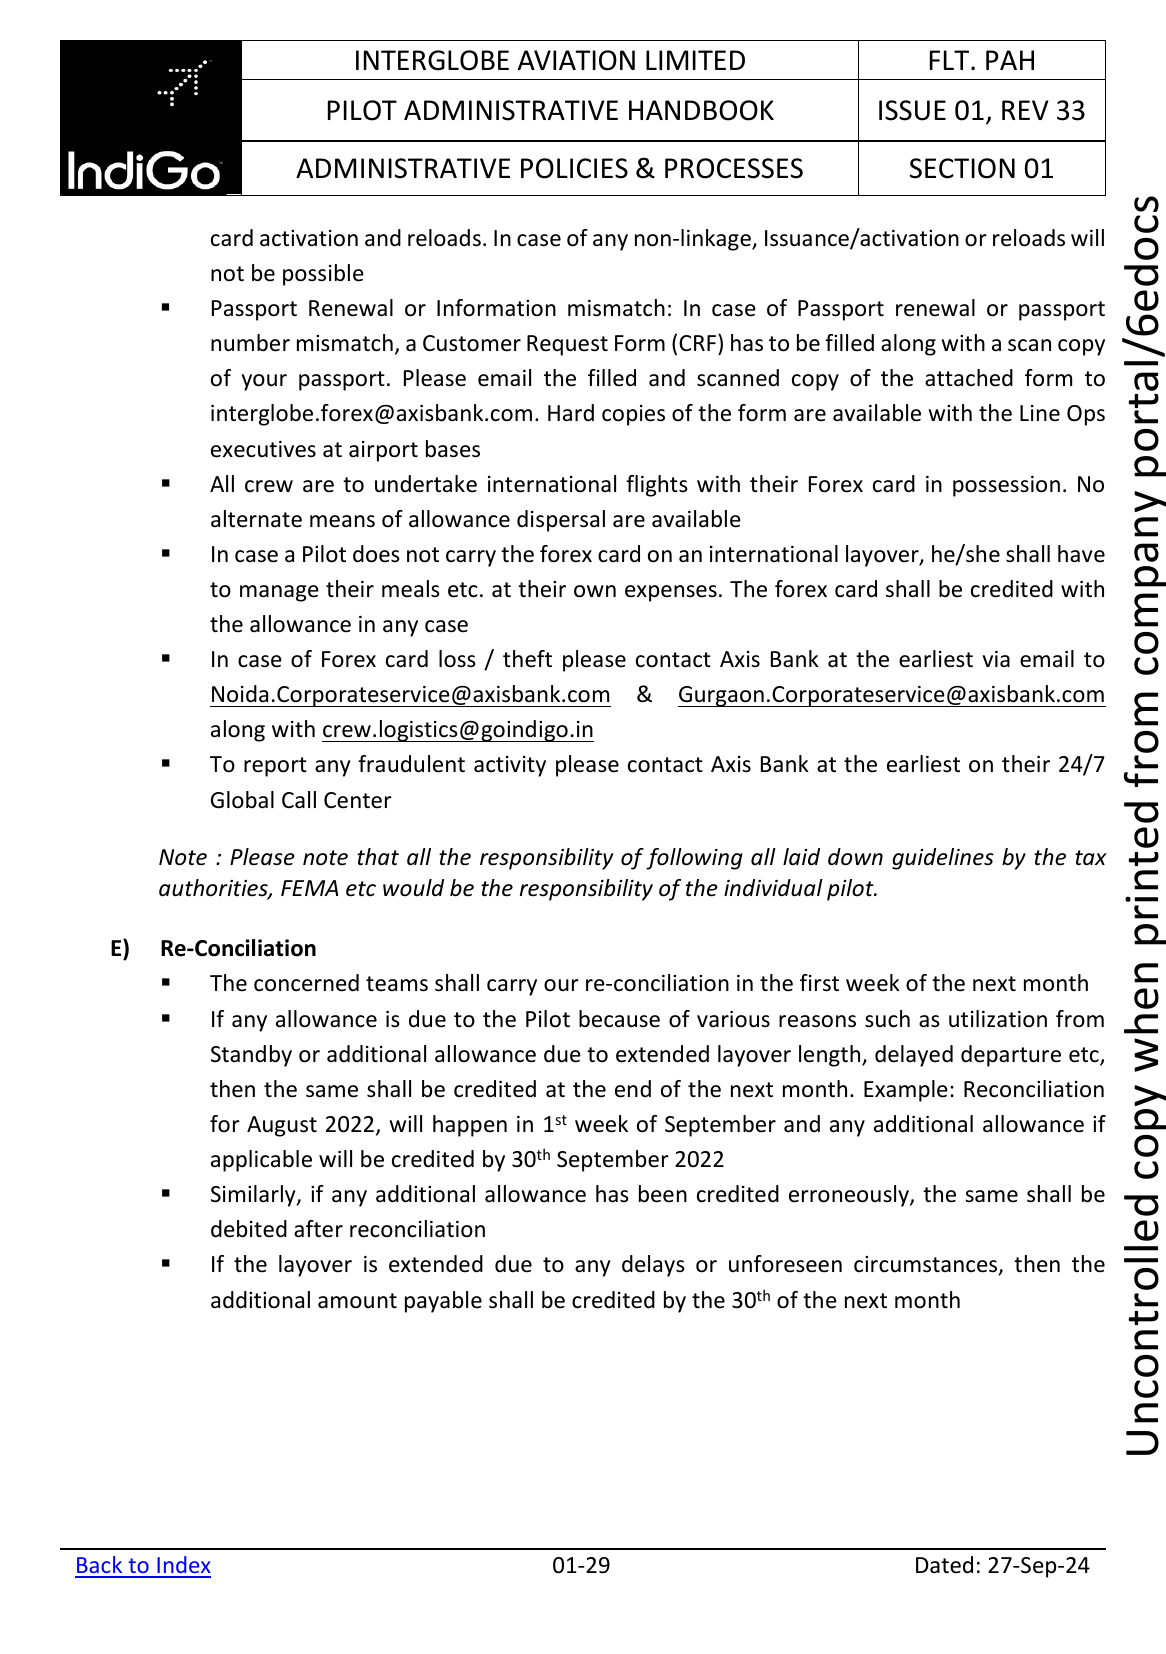 INTERGLOBE AVIATION LIMITED
FLT. PAH
PILOT ADMINISTRATIVE HANDBOOK
ISSUE 01, REV 33
IndiGo
ADMINISTRATIVE POLICIES & PROCESSES
SECTION 01
card activation and reloads. In case of any non-linkage, Issuance/activation or reloads will
not be possible
▪ Passport Renewal or Information mismatch: In case of Passport renewal or passport
number mismatch, a Customer Request Form (CRF) has to be filled along with a scan copy
of your passport. Please email the filled and scanned copy of the attached form to
interglobe.forex@axisbank.com. Hard copies of the form are available with the Line Ops
executives at airport bases
▪ All crew are to undertake international flights with their Forex card in possession. No
alternate means of allowance dispersal are available
▪ In case a Pilot does not carry the forex card on an international layover, he/she shall have
to manage their meals etc. at their own expenses. The forex card shall be credited with
the allowance in any case
▪ In case of Forex card loss / theft please contact Axis Bank at the earliest via email to
Noida.Corporateservice@axisbank.com & Gurgaon.Corporateservice@axisbank.com
along with crew.logistics@goindigo.in
▪ To report any fraudulent activity please contact Axis Bank at the earliest on their 24/7
Global Call Center
Note : Please note that all the responsibility of following all laid down guidelines by the tax
authorities, FEMA etc would be the responsibility of the individual pilot.
E) Re-Conciliation
▪ The concerned teams shall carry our re-conciliation in the first week of the next month
▪ If any allowance is due to the Pilot because of various reasons such as utilization from
Standby or additional allowance due to extended layover length, delayed departure etc,
then the same shall be credited at the end of the next month. Example: Reconciliation
for August 2022, will happen in 1st week of September and any additional allowance if
applicable will be credited by 30th September 2022
▪ Similarly, if any additional allowance has been credited erroneously, the same shall be
debited after reconciliation
▪ If the layover is extended due to any delays or unforeseen circumstances, then the
additional amount payable shall be credited by the 30th of the next month
Back to Index
01-29
Dated: 27-Sep-24
Uncontrolled copy when printed from company portal/6edocs